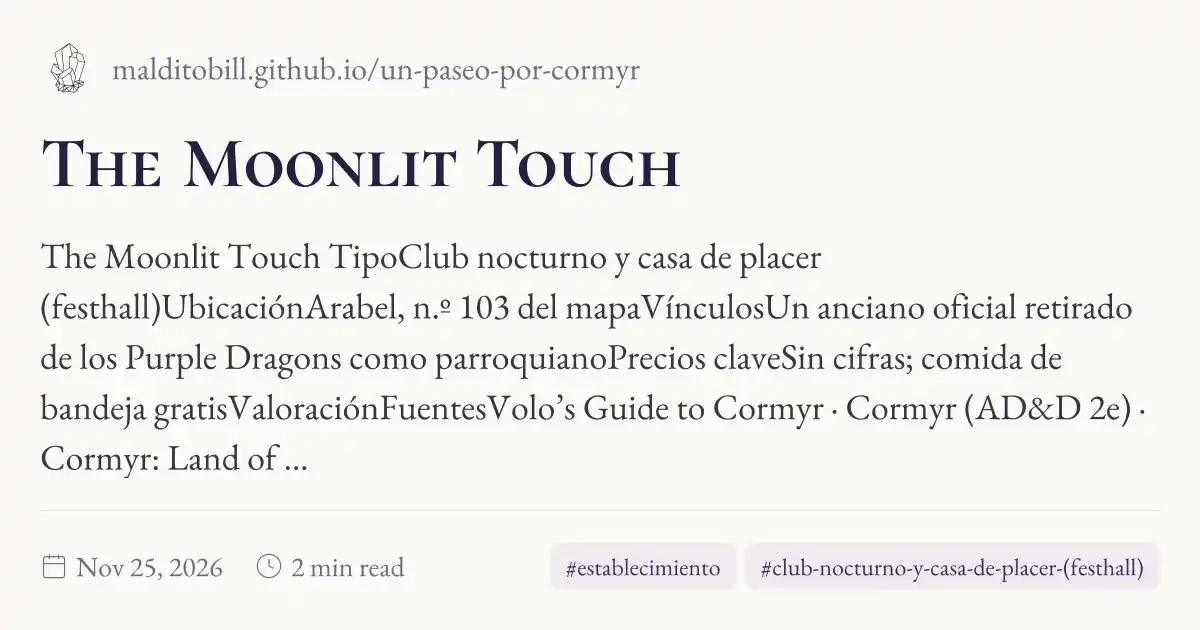 malditobill.github.io/un-paseo-por-cormyr
The Moonlit Touch
The Moonlit Touch TipoClub nocturno y casa de placer
(festhall)UbicaciónArabel, n.º 103 del mapaVínculosUn anciano oficial retirado
de los Purple Dragons como parroquianoPrecios claveSin cifras; comida de
bandeja gratisValoraciónFuentesVolo’s Guide to Cormyr · Cormyr (AD&D 2e) ·
Cormyr: Land of ...
Nov 25, 2026 2 min read #establecimiento #club-nocturno-y-casa-de-placer-(festhall)